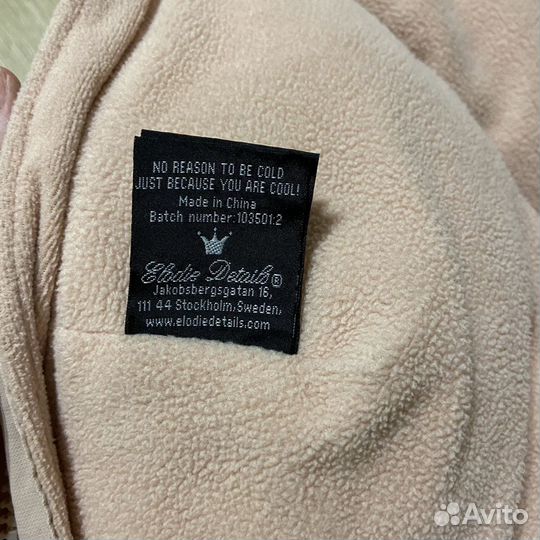 NO REASON TO BE COLD
JUST BECAUSE YOU ARE COOL!
Made in China
Batch number:103501:2
Elodie Details®
Jakobsbergsgatan 16,
111 44 Stockholm,Sweden,
www.elodiedetails.com
Avito